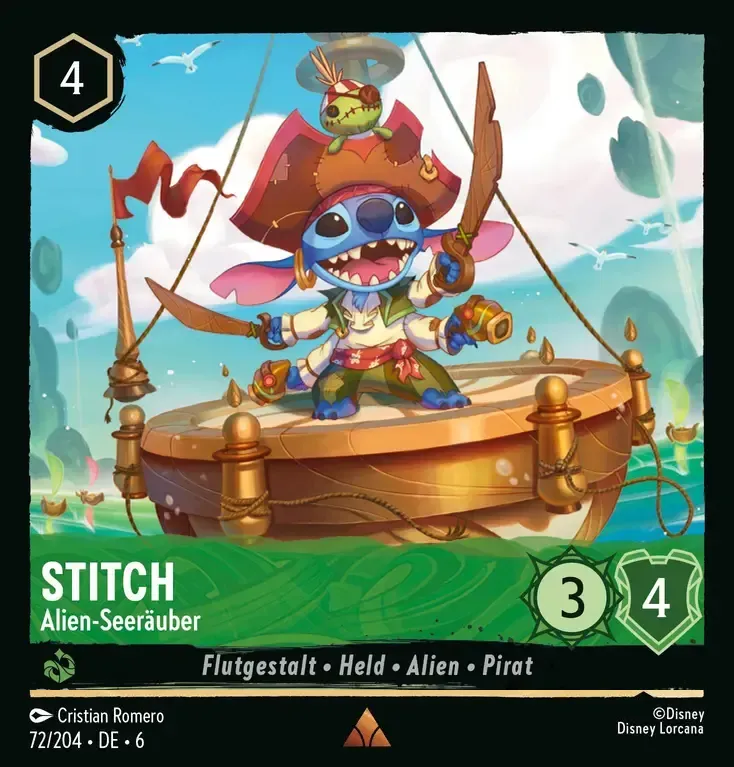 4
STITCH
Alien-Seeräuber
3
4
Flutgestalt • Held • Alien • Pirat
Cristian Romero
72/204 • DE • 6
©Disney
Disney Lorcana